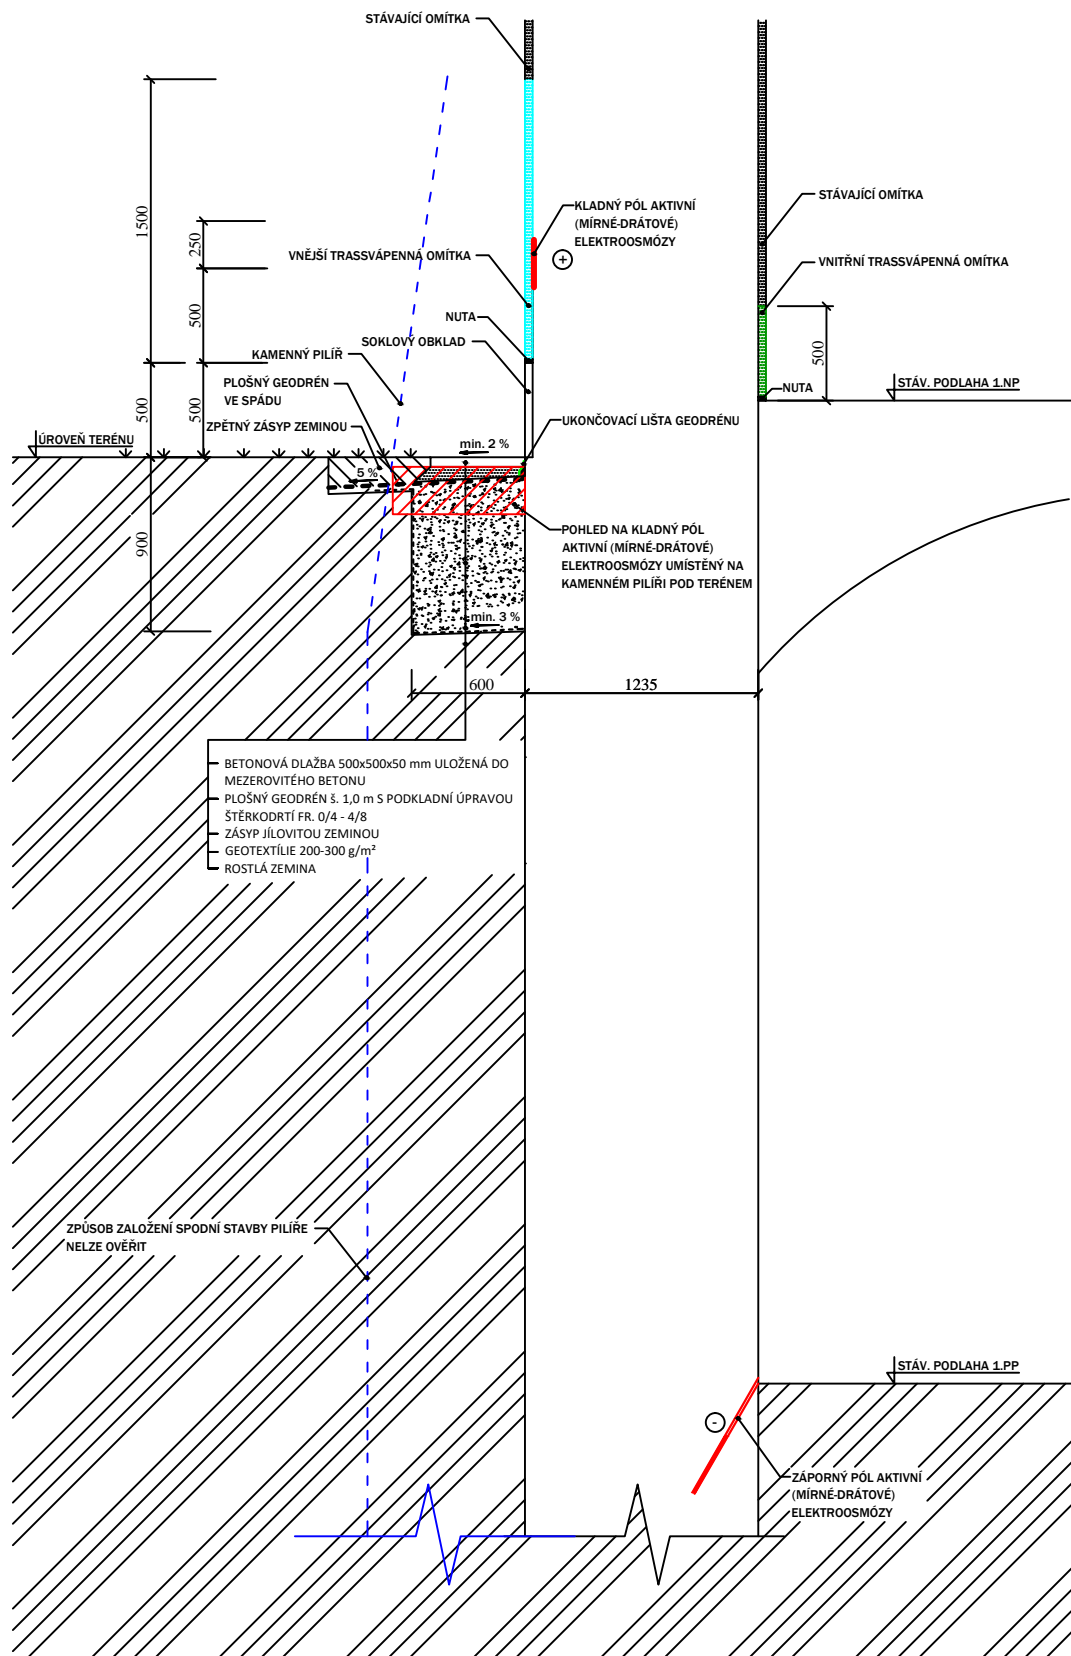 STÁVAJÍCÍ OMÍTKA
KLADNÝ PÓL AKTIVNÍ
(MÍRNÉ-DRÁTOVÉ)
ELEKTROOSMÓZY
+
STÁVAJÍCÍ OMÍTKA
1500
250
VNĚJŠÍ TRASSVÁPENNÁ OMÍTKA
VNITŘNÍ TRASSVÁPENNÁ OMÍTKA
500
NUTA
SOKLOVÝ OBKLAD
500
KAMENNÝ PILÍŘ
PLOŠNÝ GEODRÉN
VE SPÁDU
NUTA
STÁV. PODLAHA 1.NP
500
500
ZPĚTNÝ ZÁSYP ZEMINOU
UKONČOVACÍ LIŠTA GEODRÉNU
ÚROVEŇ TERÉNU
min. 2 %
5 %
900
POHLED NA KLADNÝ PÓL
AKTIVNÍ (MÍRNÉ-DRÁTOVÉ)
ELEKTROOSMÓZY UMÍSTĚNÝ NA
KAMENNÉM PILÍŘI POD TERÉNEM
min. 3 %
600
1235
BETONOVÁ DLAŽBA 500x500x50 mm ULOŽENÁ DO
MEZEROVITÉHO BETONU
PLOŠNÝ GEODRÉN š. 1,0 m S PODKLADNÍ ÚPRAVOU
ŠTĚRKODRTÍ FR. 0/4 - 4/8
ZÁSYP JÍLOVITOU ZEMINOU
GEOTEXTÍLIE 200-300 g/m²
ROSTLÁ ZEMINA
ZPŮSOB ZALOŽENÍ SPODNÍ STAVBY PILÍŘE
NELZE OVĚŘIT
STÁV. PODLAHA 1.PP
-
ZÁPORNÝ PÓL AKTIVNÍ
(MÍRNÉ-DRÁTOVÉ)
ELEKTROOSMÓZY